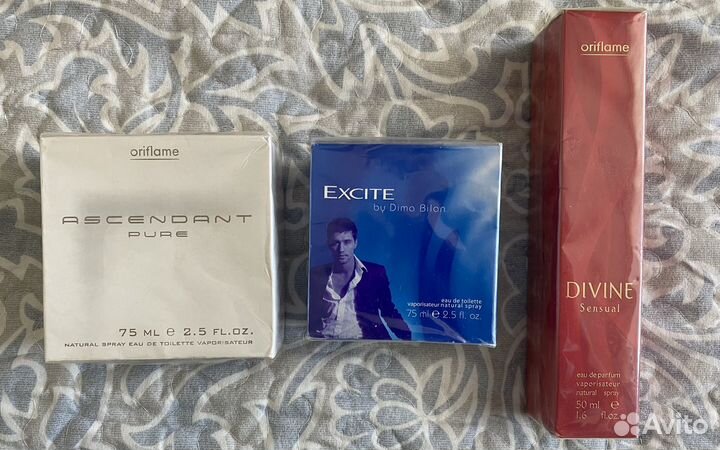 oriflame
ASCENDANT
PURE
75 ML e 2.5 FL.OZ.
NATURAL SPRAY EAU DE TOILETTE VAPORISATEUR
EXCITE
by Dima Bilan
eau de toilette
vaporisateur natural spray
75 ml e 2.5 fl. oz.
oriflame
DIVINE
Sensual
eau de parfum
vaporisateur
natural spray
50 ml e
1.6 fl.oz.
Avito